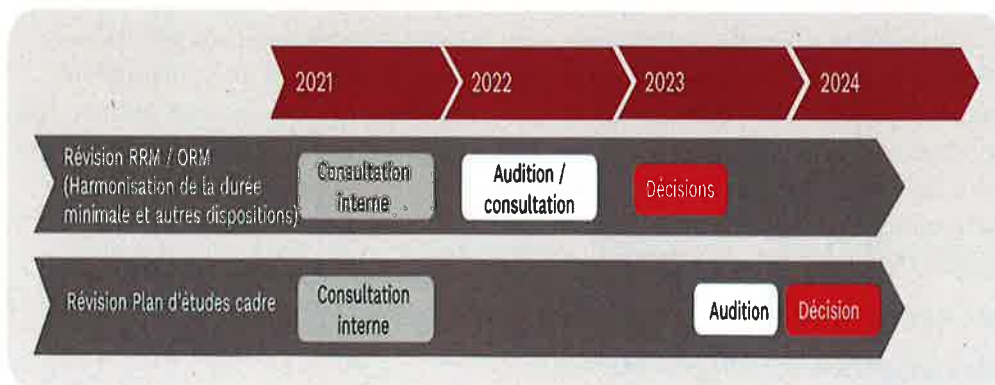 2021 2022 2023 2024
Révision RRM / ORM
(Harmonisation de la durée
minimale et autres dispositions)
Consultation
interne
Audition /
consultation
Décisions
Révision Plan d'études cadre
Consultation
interne
Audition
Décision